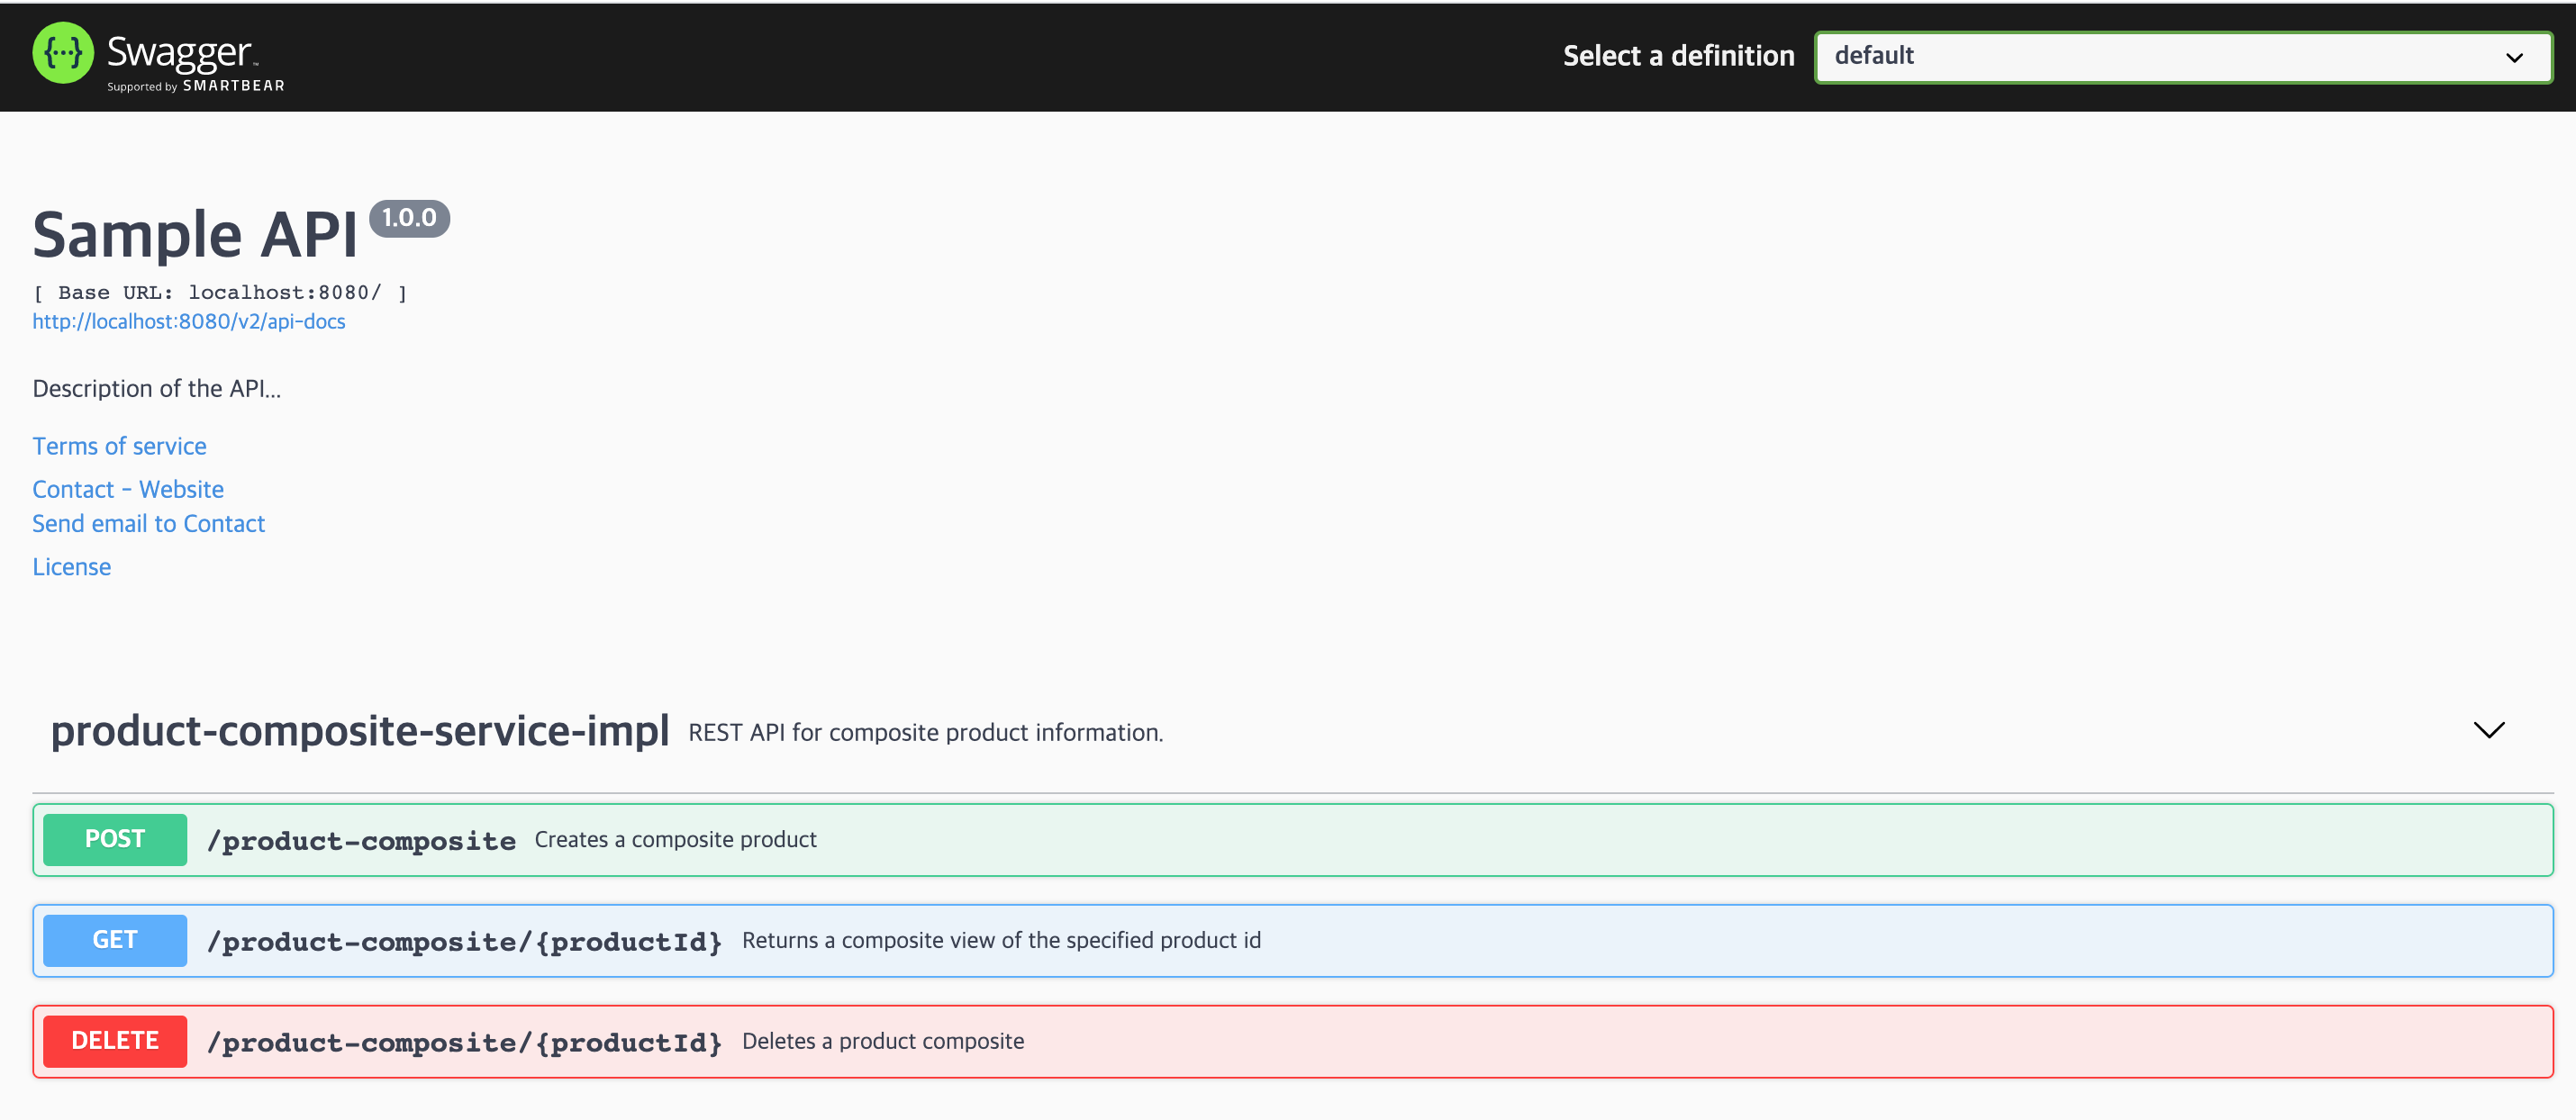 {···} Swagger™
Supported by SMARTBEAR
Select a definition default
Sample API 1.0.0
[ Base URL: localhost:8080/ ]
http://localhost:8080/v2/api-docs
Description of the API...
Terms of service
Contact - Website
Send email to Contact
License
product-composite-service-impl REST API for composite product information.
POST /product-composite Creates a composite product
GET /product-composite/{productId} Returns a composite view of the specified product id
DELETE /product-composite/{productId} Deletes a product composite